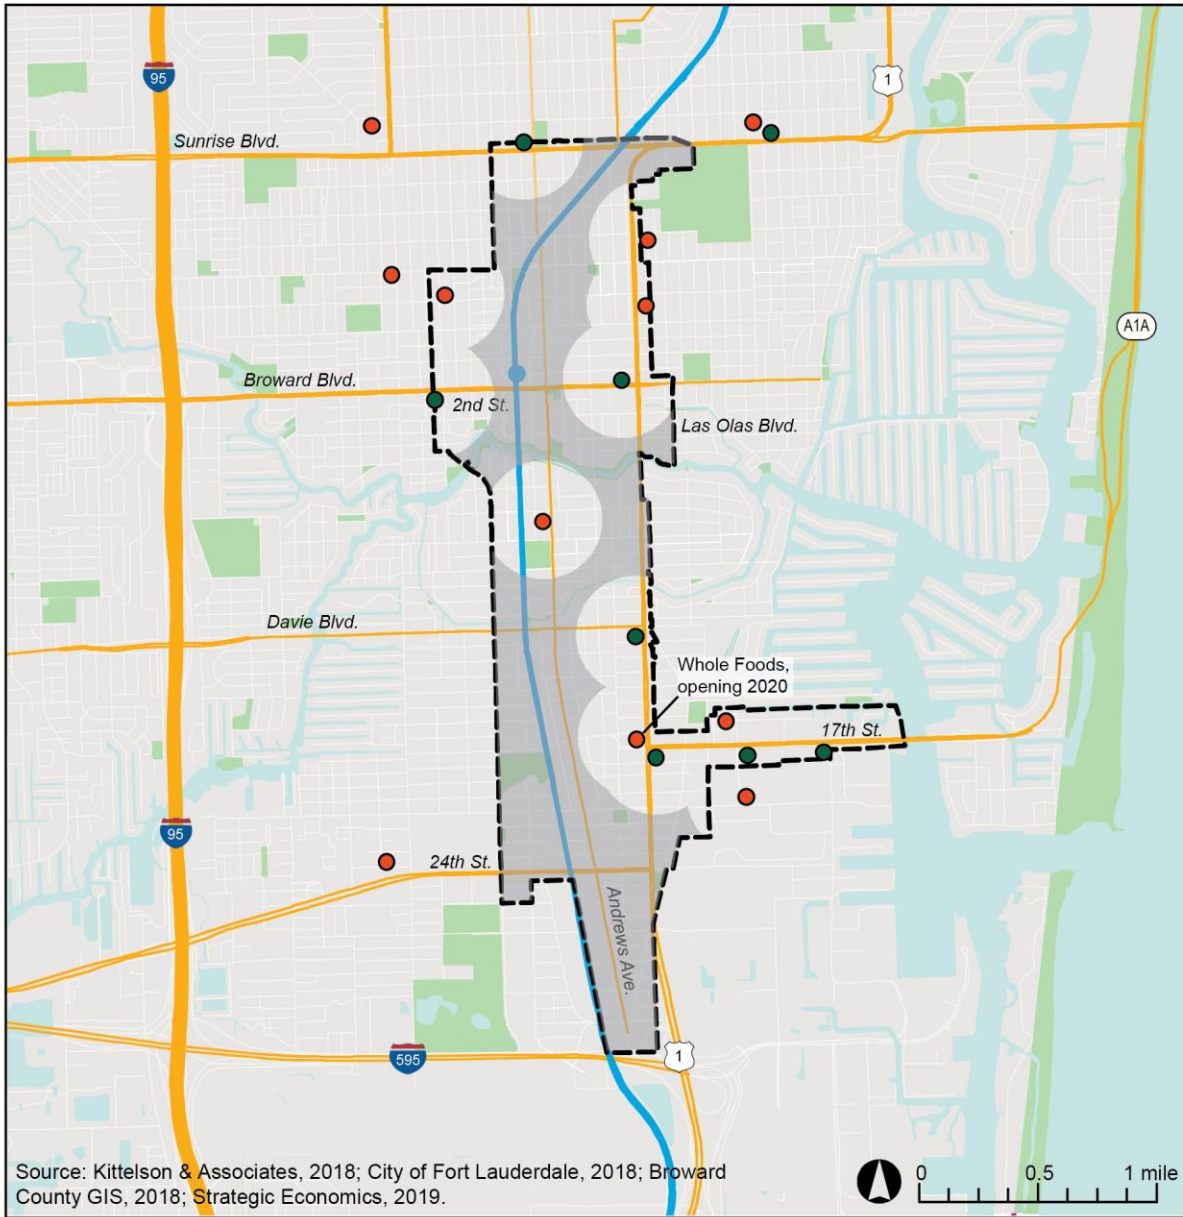 95
1
Sunrise Blvd.
A1A
Broward Blvd.
2nd St.
Las Olas Blvd.
Davie Blvd.
Whole Foods,
opening 2020
17th St.
95
24th St.
Andrews Ave.
595
1
Source: Kittelson & Associates, 2018; City of Fort Lauderdale, 2018; Broward
County GIS, 2018; Strategic Economics, 2019.
0 0.5 1 mile